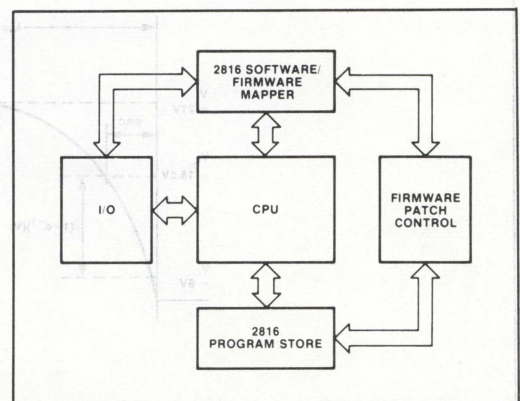 2816 SOFTWARE/
FIRMWARE
MAPPER
I/O
CPU
FIRMWARE
PATCH
CONTROL
2816
PROGRAM STORE